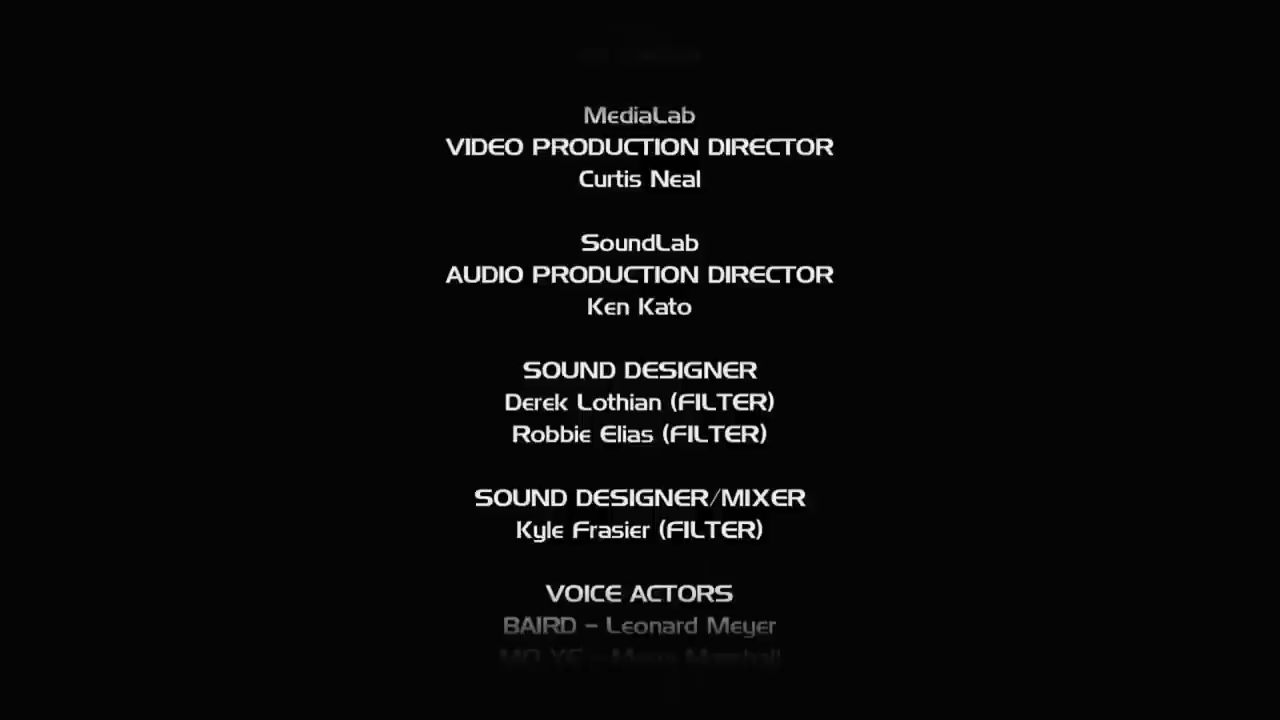 MediaLab
VIDEO PRODUCTION DIRECTOR
Curtis Neal
SoundLab
AUDIO PRODUCTION DIRECTOR
Ken Kato
SOUND DESIGNER
Derek Lothian (FILTER)
Robbie Elias (FILTER)
SOUND DESIGNER/MIXER
Kyle Frasier (FILTER)
VOICE ACTORS
BAIRD – Leonard Meyer